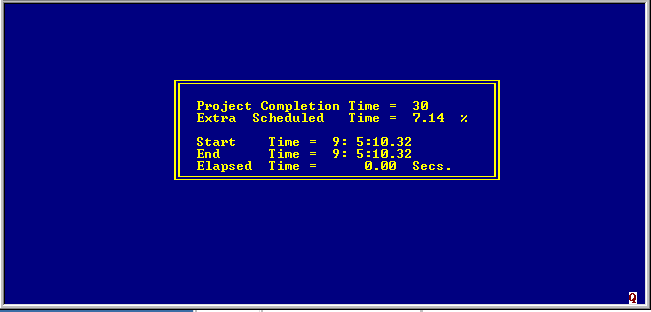 Project Completion Time = 30
Extra Scheduled Time = 7.14 %
Start Time = 9: 5:10.32
End Time = 9: 5:10.32
Elapsed Time = 0.00 Secs.
Q